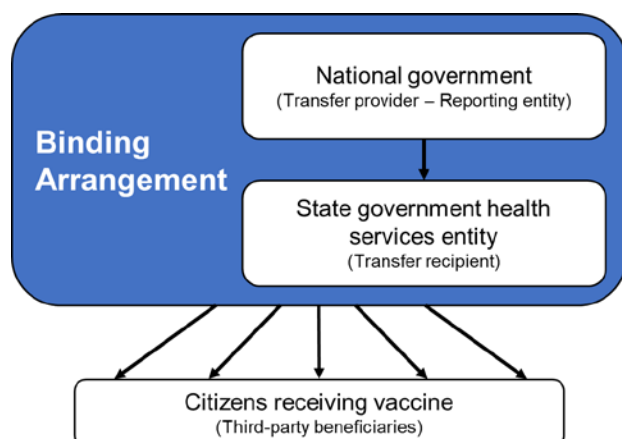 National government
(Transfer provider – Reporting entity)
Binding
Arrangement
State government health
services entity
(Transfer recipient)
Citizens receiving vaccine
(Third-party beneficiaries)